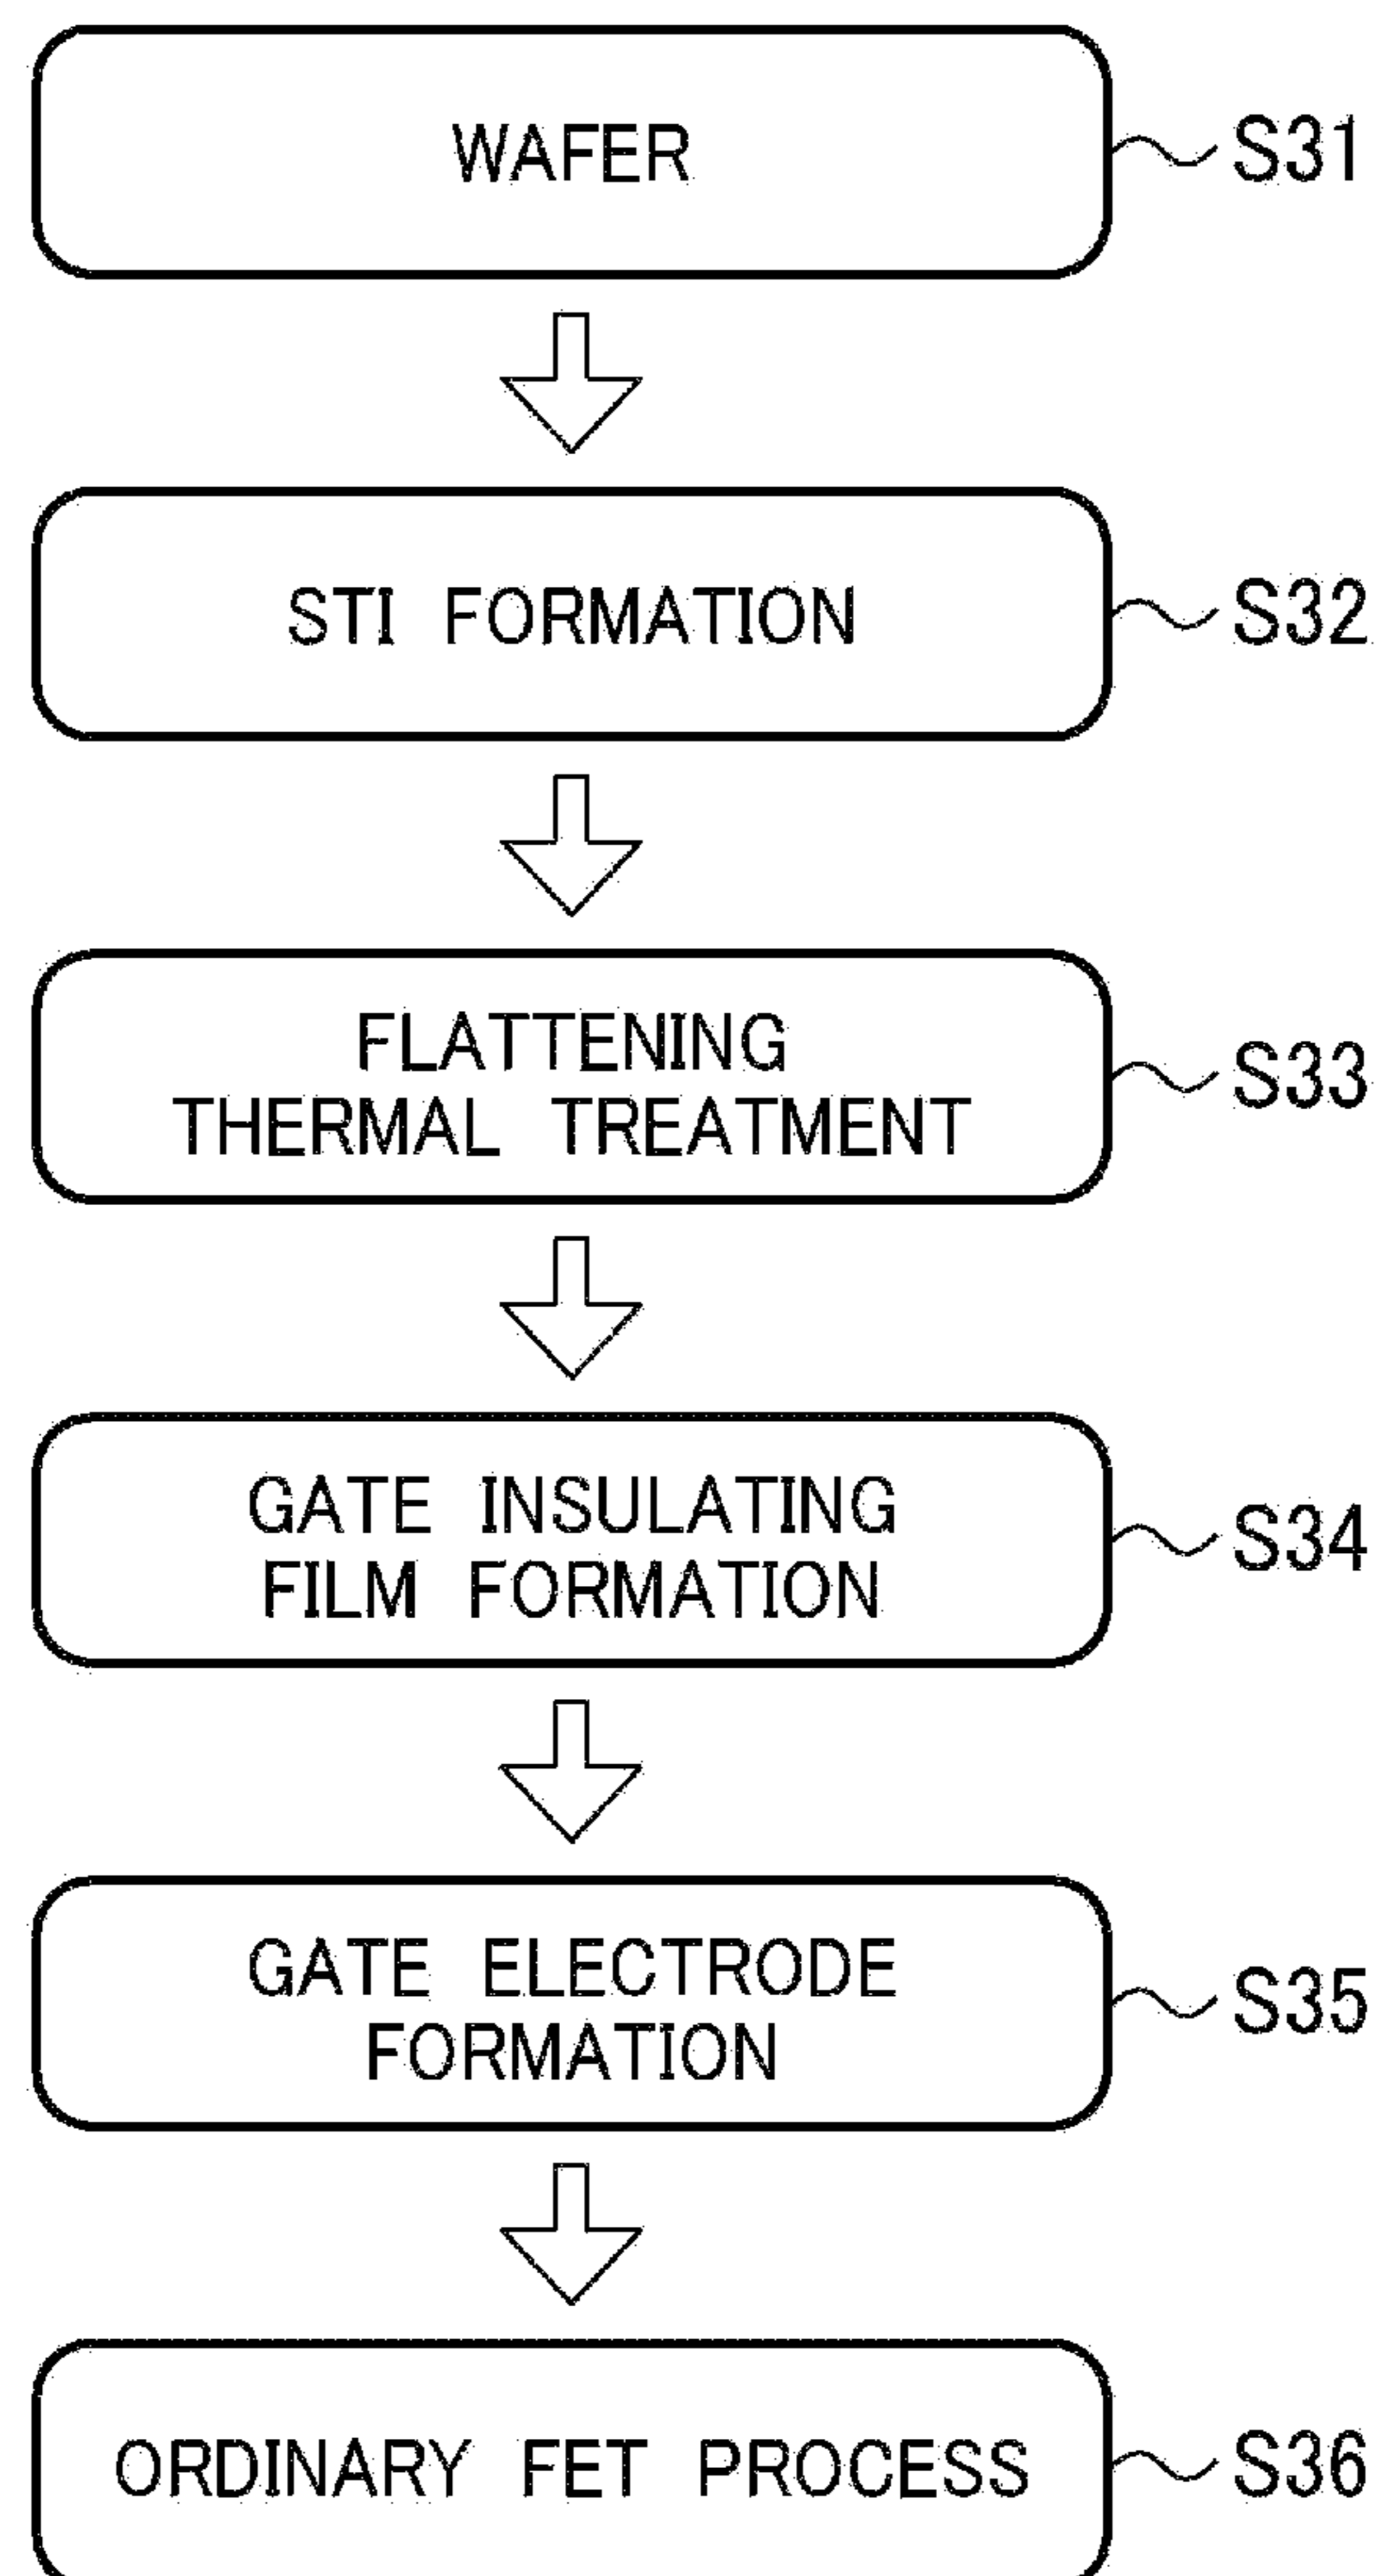 WAFER
S31
STI FORMATION
S32
FLATTENING
THERMAL TREATMENT
S33
GATE INSULATING
FILM FORMATION
S34
GATE ELECTRODE
FORMATION
S35
ORDINARY FET PROCESS
S36